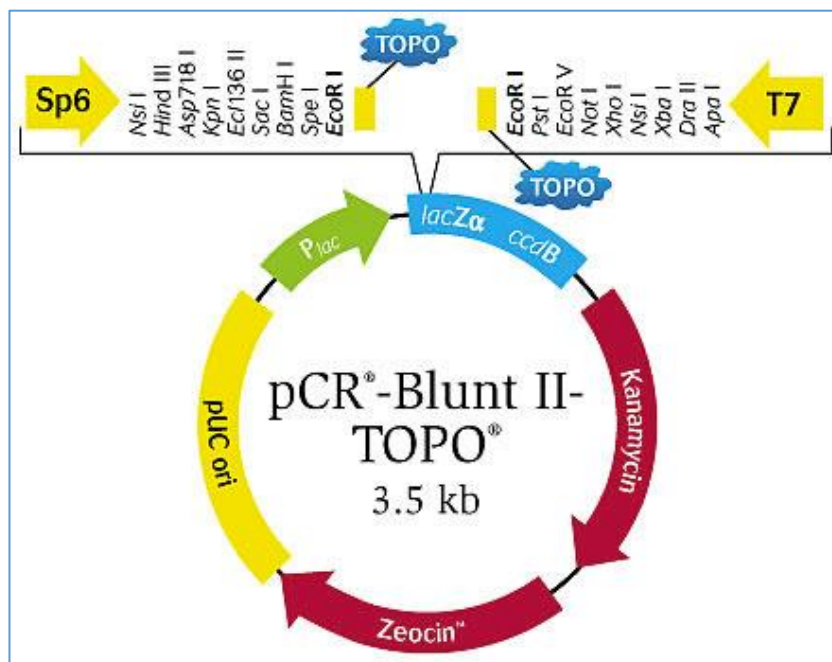 TOPO
Sp6
Nsi I
Hind III
Asp718 I
Kpn I
Ecl136 II
Sac I
BamH I
Spe I
EcoR I
EcoR I
Pst I
EcoR V
Not I
Xho I
Nsi I
Xba I
Dra II
Apa I
T7
TOPO
Plac
lacZα ccdB
Kanamycin
Zeocin™
pUC ori
pCR®-Blunt II-
TOPO®
3.5 kb